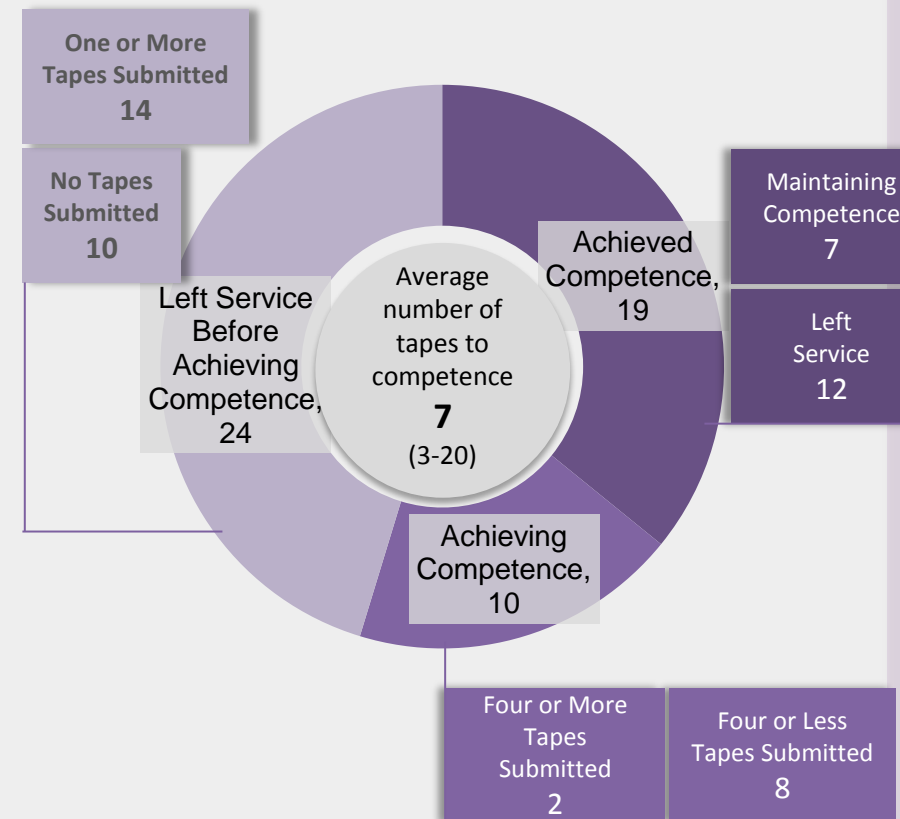 One or More
Tapes Submitted
14
No Tapes
Submitted
10
Left Service
Before
Achieving
Competence,
24
Average
number of
tapes to
competence
7
(3-20)
Achieved
Competence,
19
Maintaining
Competence
7
Left
Service
12
Achieving
Competence,
10
Four or More
Tapes
Submitted
2
Four or Less
Tapes Submitted
8